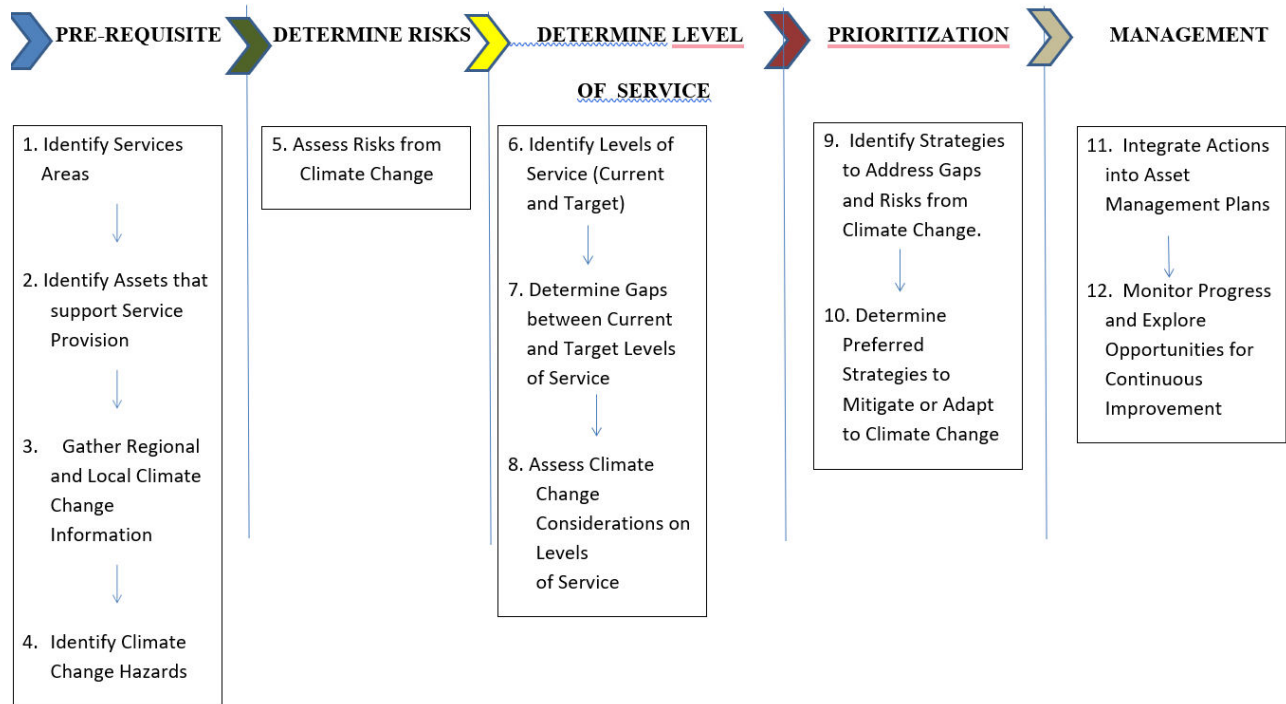 PRE-REQUISITE
DETERMINE RISKS
DETERMINE LEVEL
OF SERVICE
PRIORITIZATION
MANAGEMENT
1. Identify Services
Areas
2. Identify Assets that
support Service
Provision
3. Gather Regional
and Local Climate
Change
Information
4. Identify Climate
Change Hazards
5. Assess Risks from
Climate Change
6. Identify Levels of
Service (Current
and Target)
7. Determine Gaps
between Current
and Target Levels
of Service
8. Assess Climate
Change
Considerations on
Levels
of Service
9. Identify Strategies
to Address Gaps
and Risks from
Climate Change.
10. Determine
Preferred
Strategies to
Mitigate or Adapt
to Climate Change
11. Integrate Actions
into Asset
Management Plans
12. Monitor Progress
and Explore
Opportunities for
Continuous
Improvement